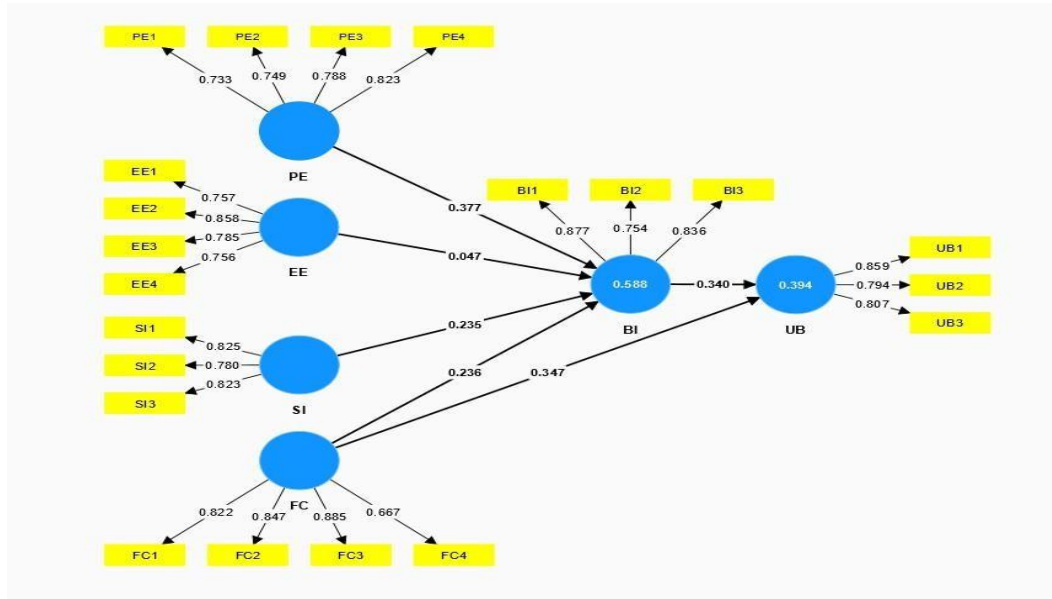 PE1 PE2 PE3 PE4
0.733 0.749 0.788 0.823
PE
EE1
EE2
EE3
EE4
0.757
0.858
0.785
0.756
EE
SI1
SI2
SI3
0.825
0.780
0.823
SI
FC
0.822 0.847 0.885 0.667
FC1 FC2 FC3 FC4
0.377
0.047
0.235
0.236
0.347
BI1 BI2 BI3
0.877 0.754 0.836
0.588
BI
0.340
0.394
UB
0.859
0.794
0.807
UB1
UB2
UB3